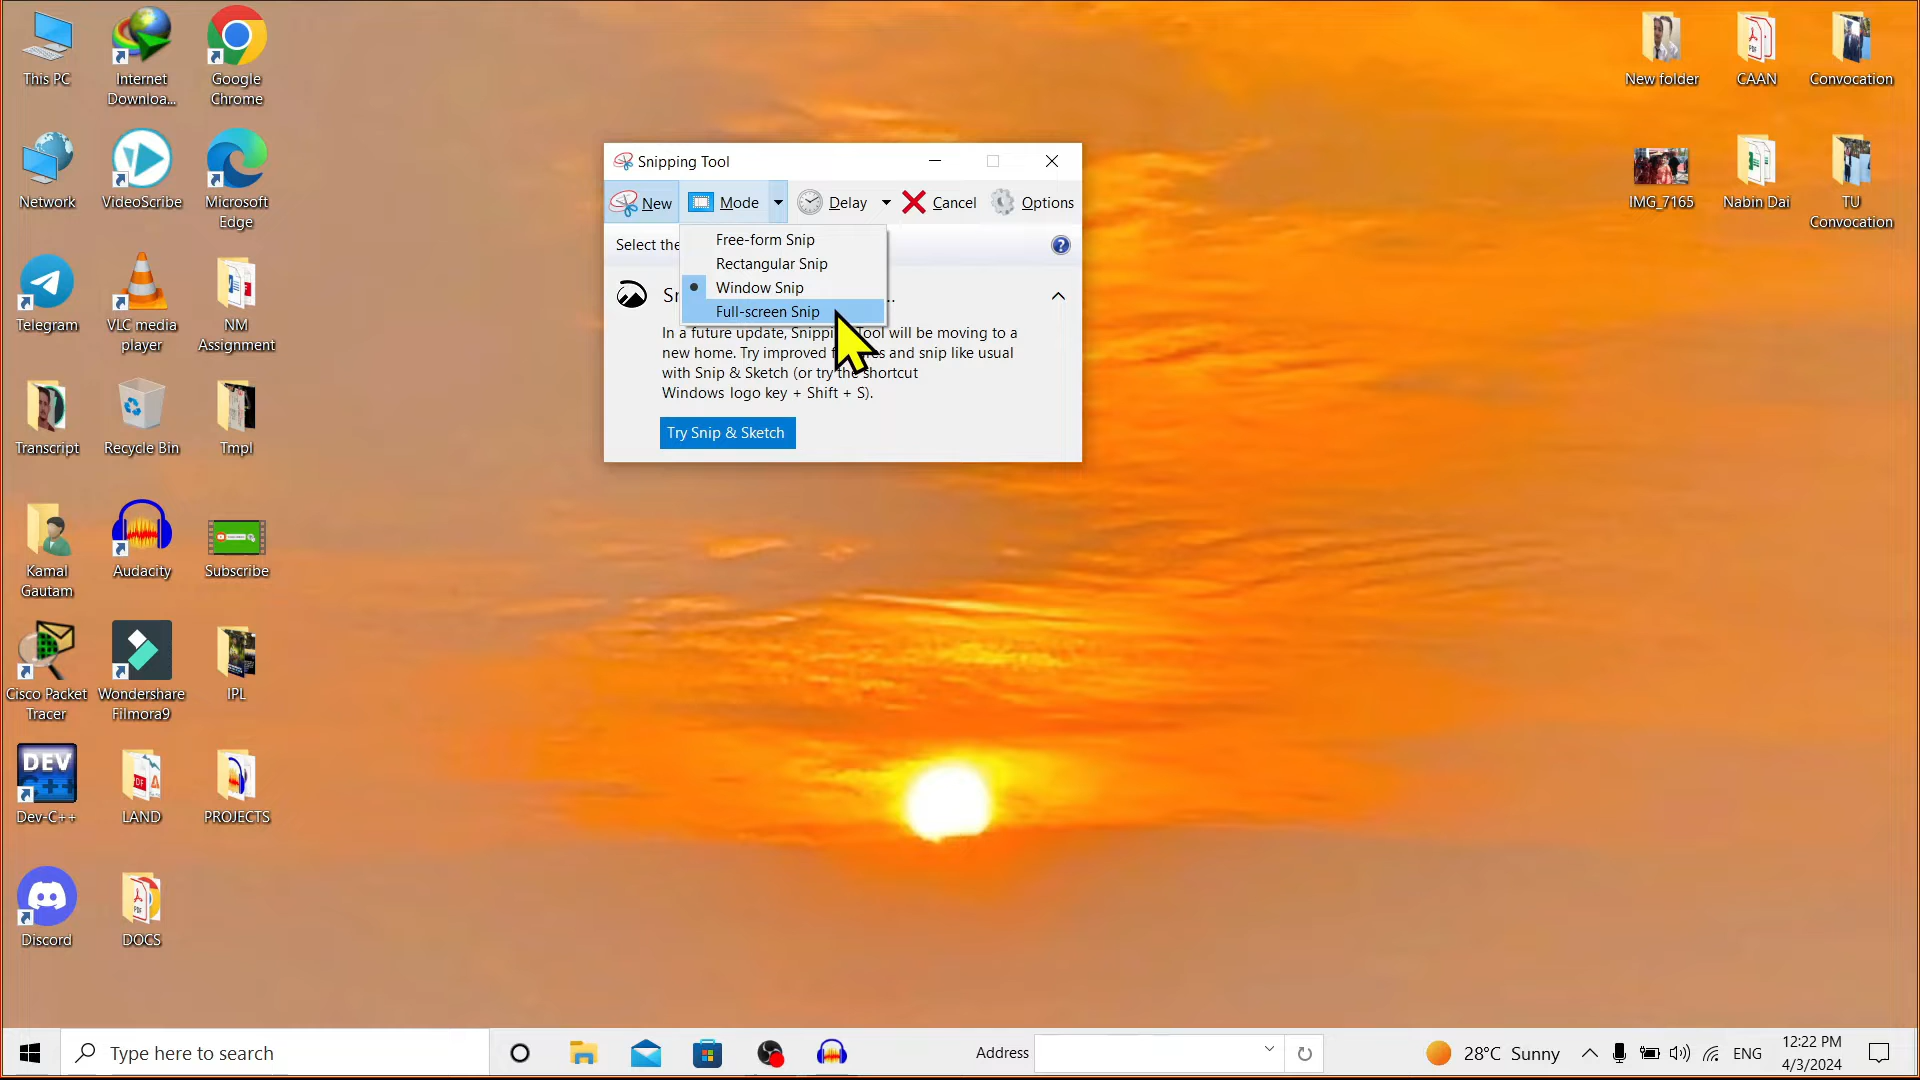 This PC
Internet
Downloa...
Google
Chrome
Network
VideoScribe
Microsoft
Edge
Telegram
VLC media
player
NM
Assignment
Transcript
Recycle Bin
Tmpl
Kamal
Gautam
Audacity
Subscribe
Cisco Packet
Tracer
Wondershare
Filmora9
IPL
DEV
C++
Dev-C++
PDF
LAND
PROJECTS
Discord
PDF
DOCS
New folder
PDF
CAAN
Convocation
IMG_7165
Nabin Dai
TU
Convocation
Snipping Tool
New
Mode
Delay
Cancel
Options
Select the
Free-form Snip
Rectangular Snip
Window Snip
Full-screen Snip
In a future update, Snipping Tool will be moving to a
new home. Try improved and snip like usual
with Snip & Sketch (or try the shortcut
Windows logo key + Shift + S).
Try Snip & Sketch
Type here to search
Address
28°C Sunny
ENG
12:22 PM
4/3/2024